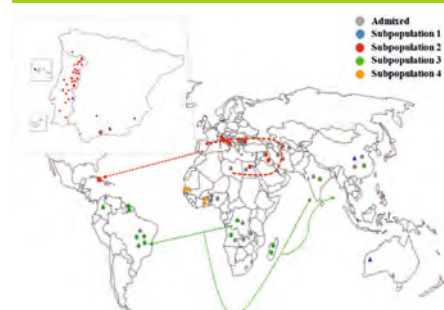 Admixed
Subpopulation 1
Subpopulation 2
Subpopulation 3
Subpopulation 4